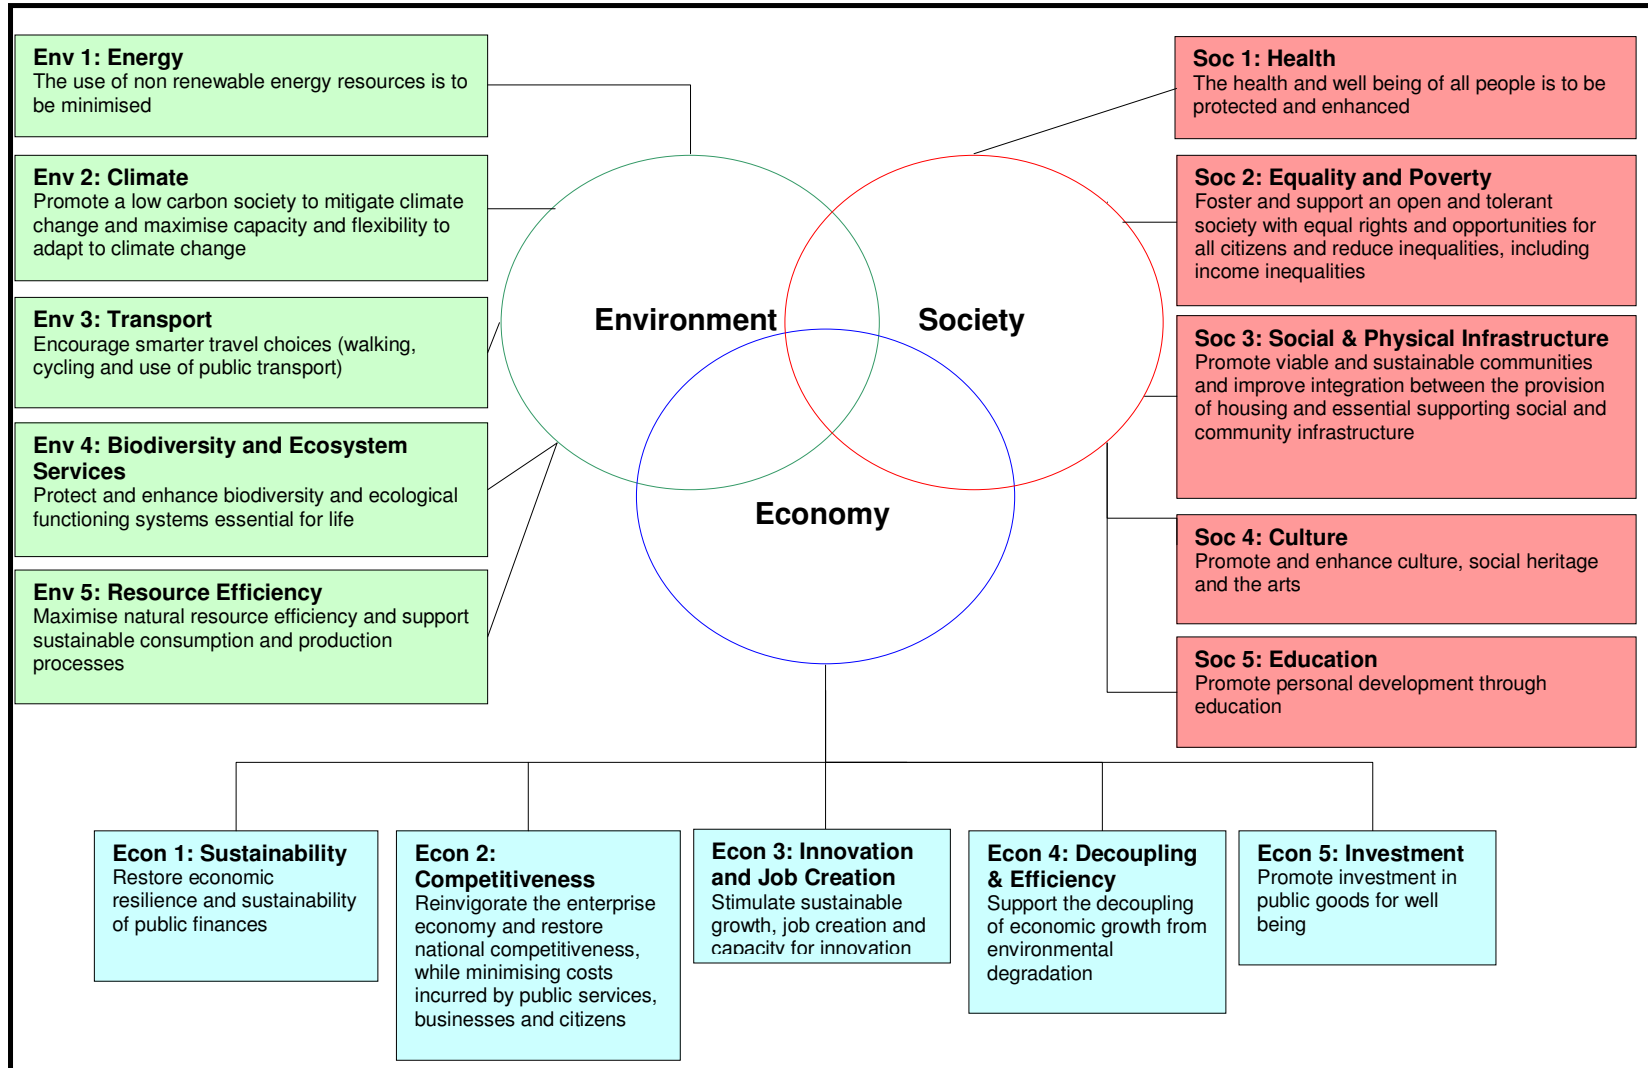 Env 1: Energy
The use of non renewable energy resources is to
be minimised
Env 2: Climate
Promote a low carbon society to mitigate climate
change and maximise capacity and flexibility to
adapt to climate change
Env 3: Transport
Encourage smarter travel choices (walking,
cycling and use of public transport)
Env 4: Biodiversity and Ecosystem
Services
Protect and enhance biodiversity and ecological
functioning systems essential for life
Env 5: Resource Efficiency
Maximise natural resource efficiency and support
sustainable consumption and production
processes
Environment
Society
Economy
Soc 1: Health
The health and well being of all people is to be
protected and enhanced
Soc 2: Equality and Poverty
Foster and support an open and tolerant
society with equal rights and opportunities for
all citizens and reduce inequalities, including
income inequalities
Soc 3: Social & Physical Infrastructure
Promote viable and sustainable communities
and improve integration between the provision
of housing and essential supporting social and
community infrastructure
Soc 4: Culture
Promote and enhance culture, social heritage
and the arts
Soc 5: Education
Promote personal development through
education
Econ 1: Sustainability
Restore economic
resilience and sustainability
of public finances
Econ 2:
Competitiveness
Reinvigorate the enterprise
economy and restore
national competitiveness,
while minimising costs
incurred by public services,
businesses and citizens
Econ 3: Innovation
and Job Creation
Stimulate sustainable
growth, job creation and
capacity for innovation
Econ 4: Decoupling
& Efficiency
Support the decoupling
of economic growth from
environmental
degradation
Econ 5: Investment
Promote investment in
public goods for well
being